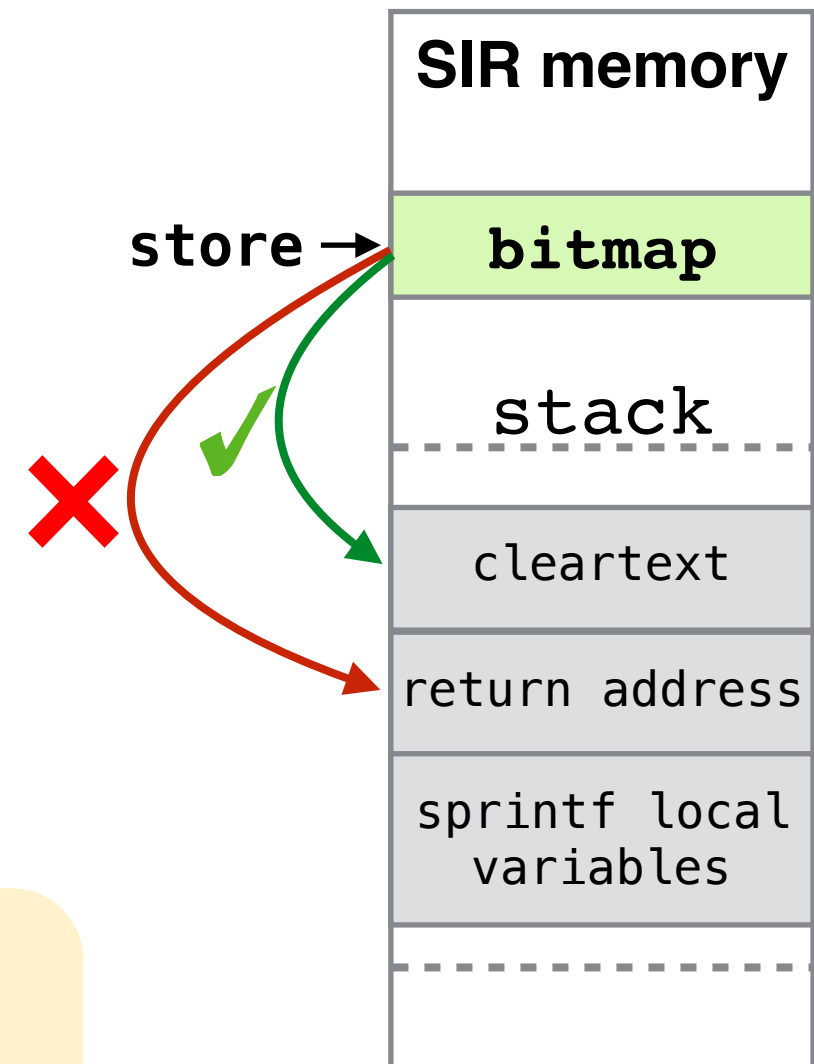 SIR memory
store
bitmap
stack
cleartext
return address
sprintf local
variables